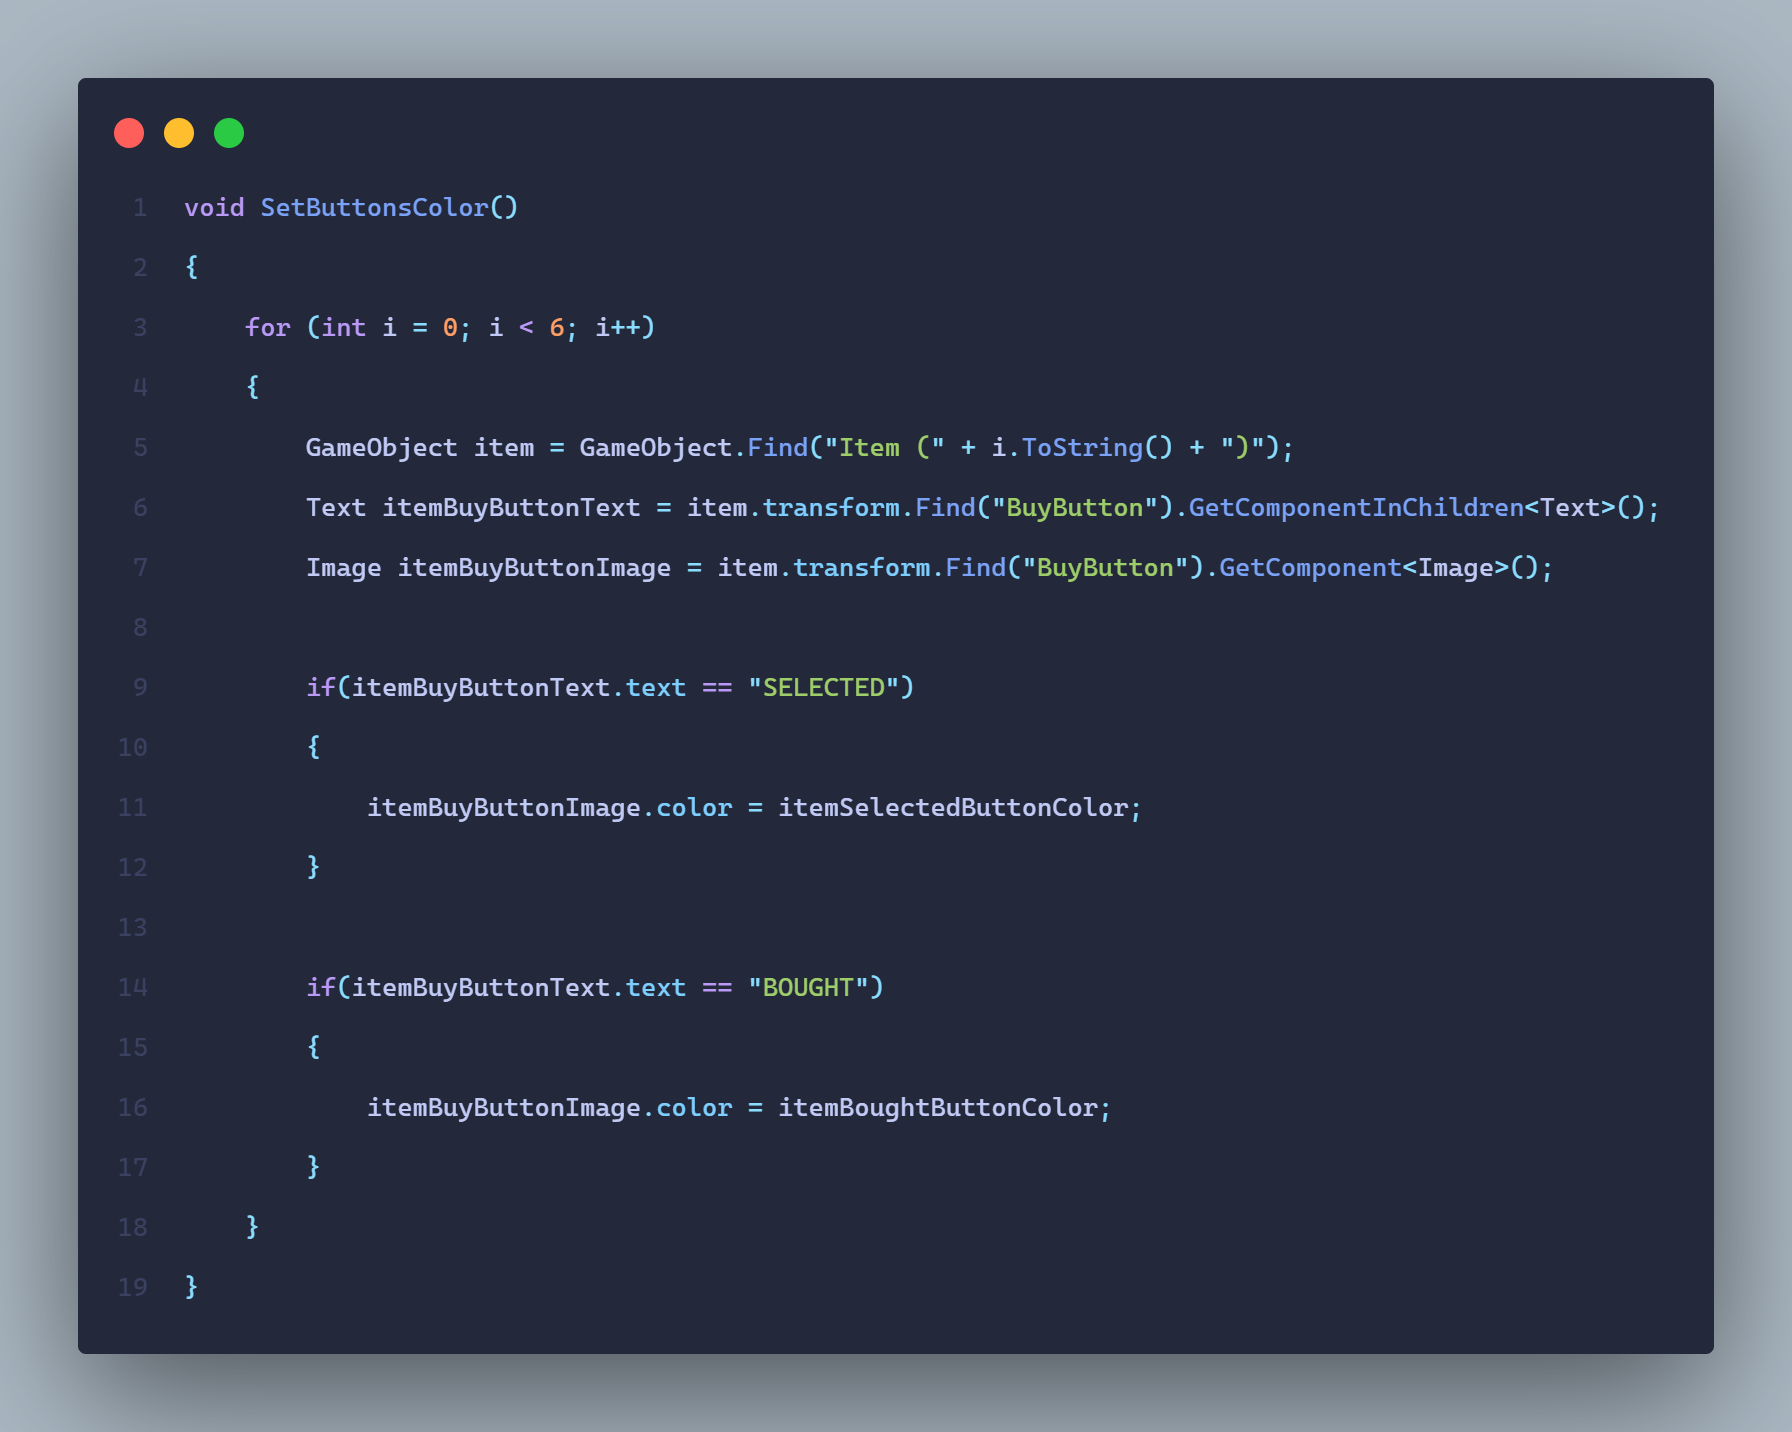 1 void SetButtonsColor()
2 {
3     for (int i = 0; i < 6; i++)
4     {
5         GameObject item = GameObject.Find("Item (" + i.ToString() + ")");
6         Text itemBuyButtonText = item.transform.Find("BuyButton").GetComponentInChildren<Text>();
7         Image itemBuyButtonImage = item.transform.Find("BuyButton").GetComponent<Image>();
8
9         if(itemBuyButtonText.text == "SELECTED")
10         {
11             itemBuyButtonImage.color = itemSelectedButtonColor;
12         }
13
14         if(itemBuyButtonText.text == "BOUGHT")
15         {
16             itemBuyButtonImage.color = itemBoughtButtonColor;
17         }
18     }
19 }